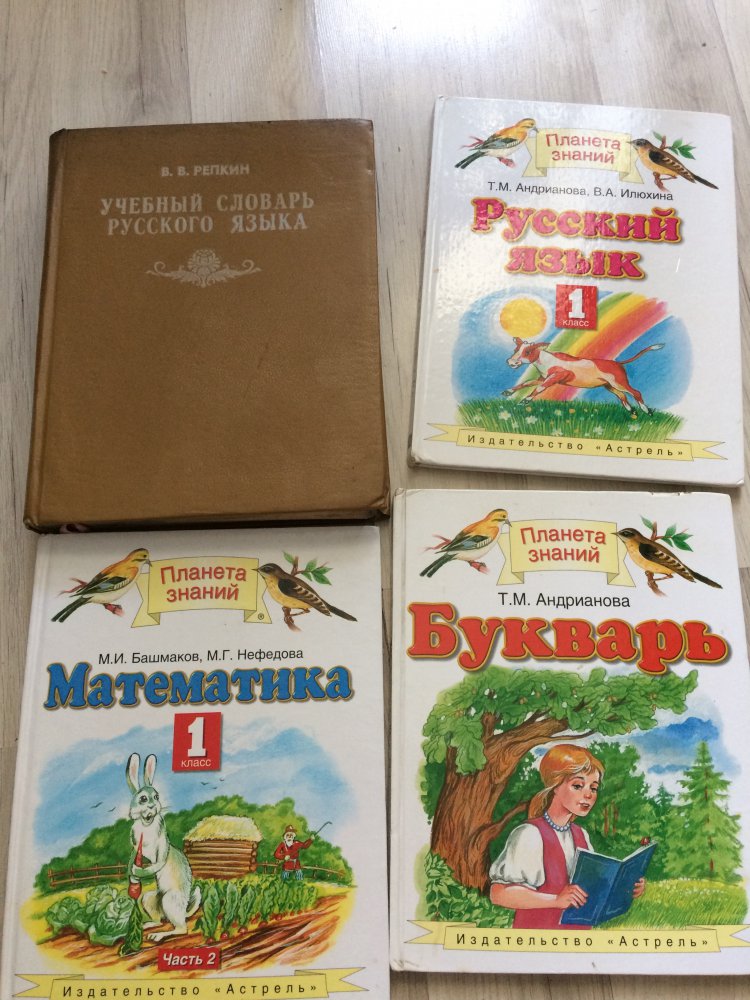 В. В. РЕПКИН
УЧЕБНЫЙ СЛОВАРЬ
РУССКОГО ЯЗЫКА
Планета
знаний
Т.М. Андрианова, В.А. Илюхина
Русский
язык
1
класс
Издательство «Астрель»
Планета
знаний
®
М.И. Башмаков, М.Г. Нефедова
Математика
1
класс
Часть 2
Издательство «Астрель»
Планета
знаний
Т.М. Андрианова
Букварь
Издательство «Астрель»